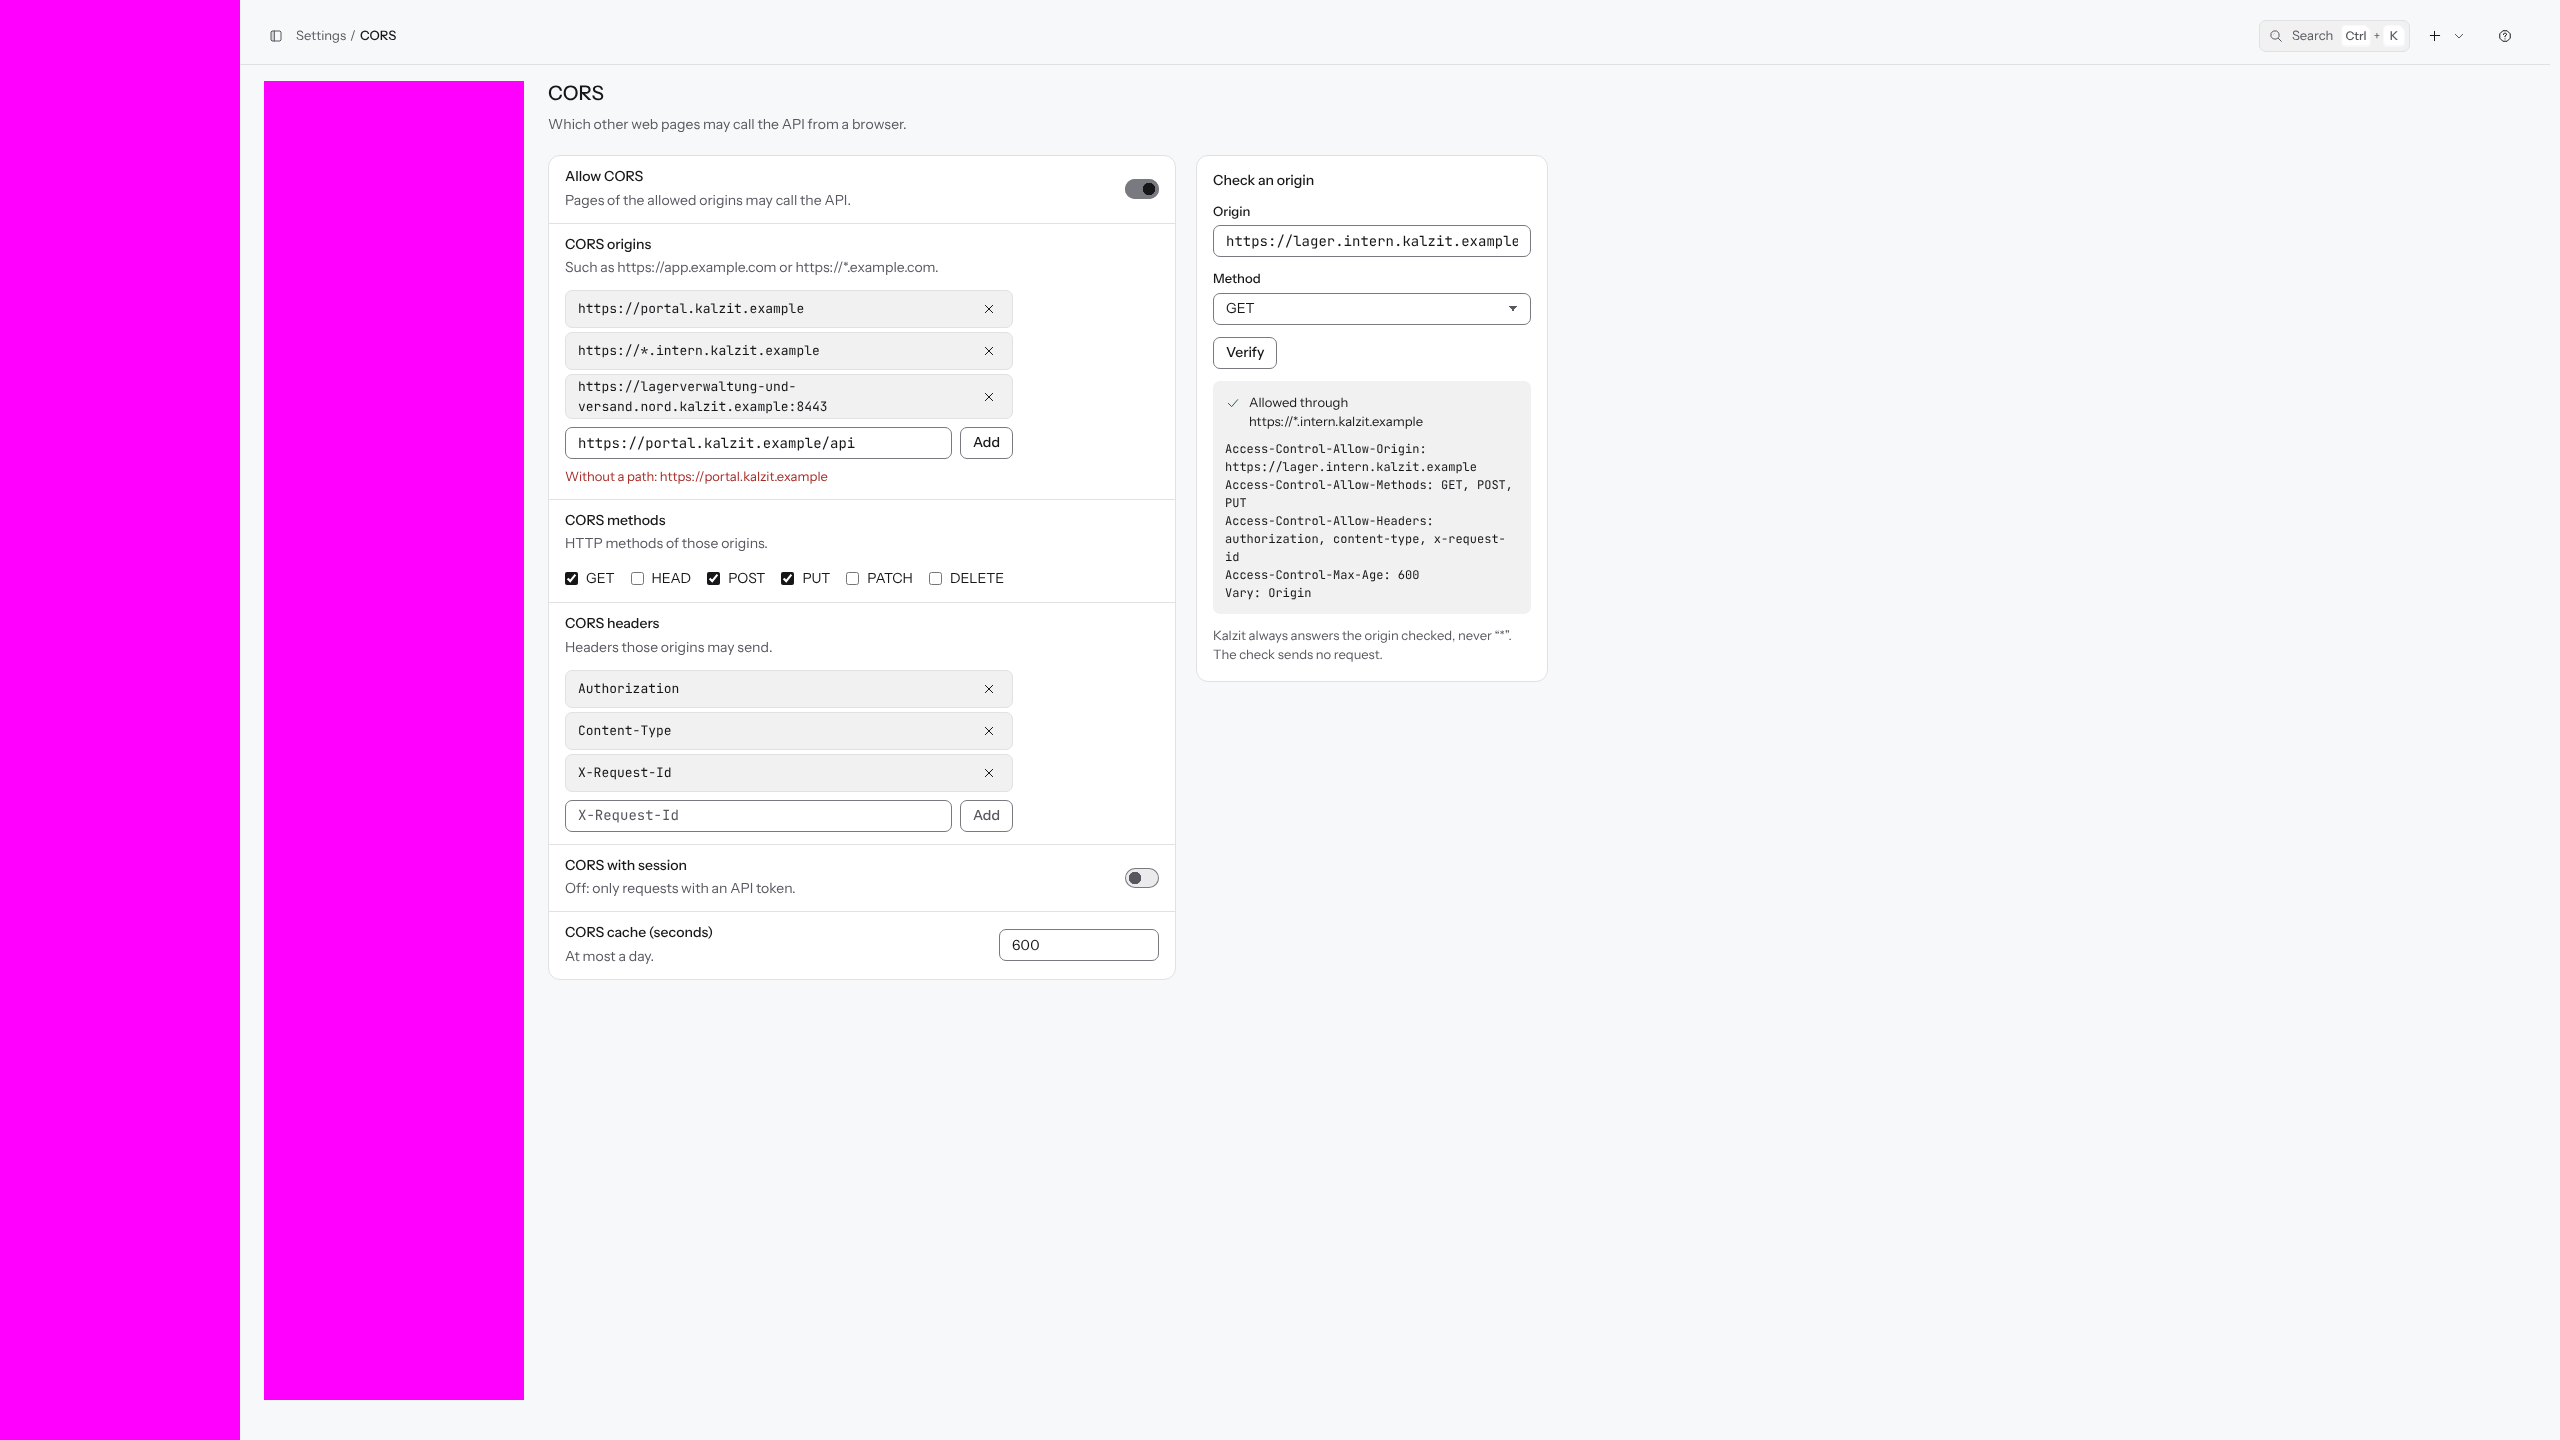 Settings / CORS
Search Ctrl + K
CORS
Which other web pages may call the API from a browser.
Allow CORS
Pages of the allowed origins may call the API.
CORS origins
Such as https://app.example.com or https://*.example.com.
https://portal.kalzit.example
https://*.intern.kalzit.example
https://lagerverwaltung-und-
versand.nord.kalzit.example:8443
https://portal.kalzit.example/api
Add
Without a path: https://portal.kalzit.example
CORS methods
HTTP methods of those origins.
GET HEAD POST PUT PATCH DELETE
CORS headers
Headers those origins may send.
Authorization
Content-Type
X-Request-Id
X-Request-Id
Add
CORS with session
Off: only requests with an API token.
CORS cache (seconds)
At most a day.
600
Check an origin
Origin
https://lager.intern.kalzit.example
Method
GET
Verify
Allowed through
https://*.intern.kalzit.example
Access-Control-Allow-Origin:
https://lager.intern.kalzit.example
Access-Control-Allow-Methods: GET, POST,
PUT
Access-Control-Allow-Headers:
authorization, content-type, x-request-
id
Access-Control-Max-Age: 600
Vary: Origin
Kalzit always answers the origin checked, never “*”.
The check sends no request.